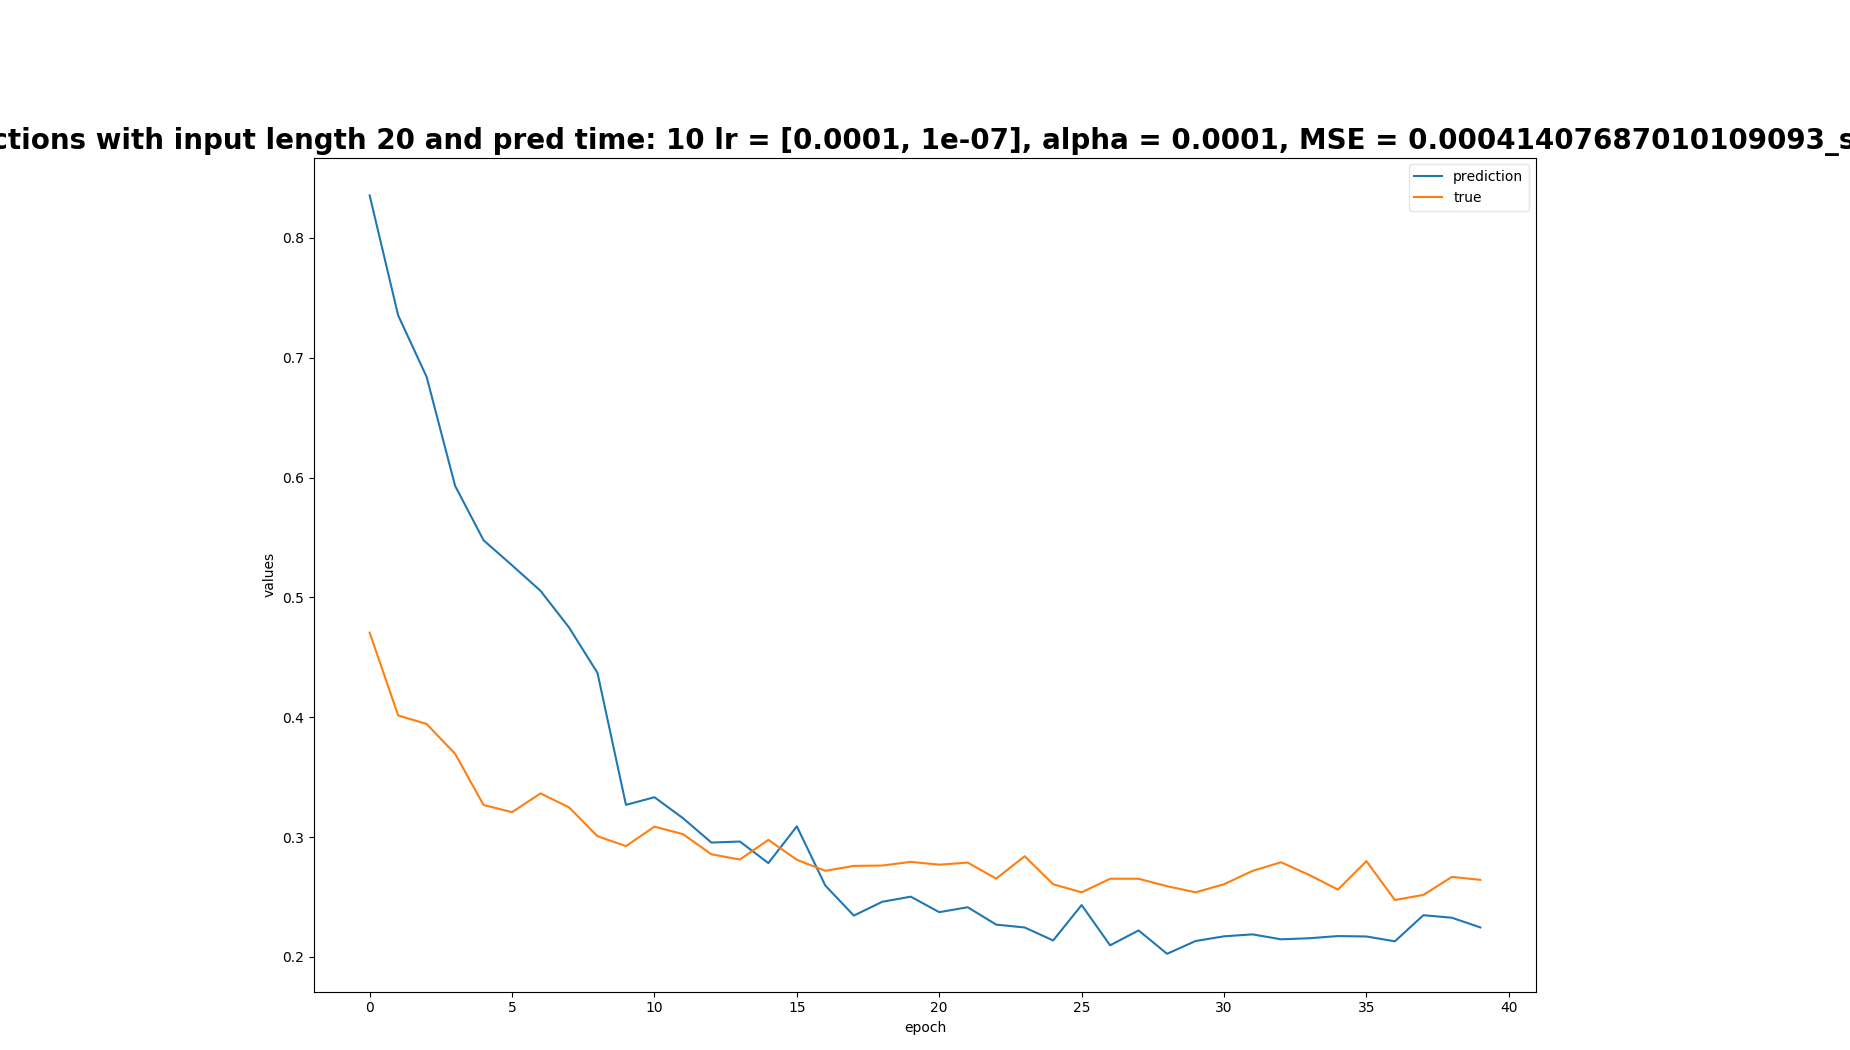 ctions with input length 20 and pred time: 10 lr = [0.0001, 1e-07], alpha = 0.0001, MSE = 0.00041407687010109093_s
prediction
true
0.8
0.7
0.6
0.5
0.4
0.3
0.2
values
0 5 10 15 20 25 30 35 40
epoch